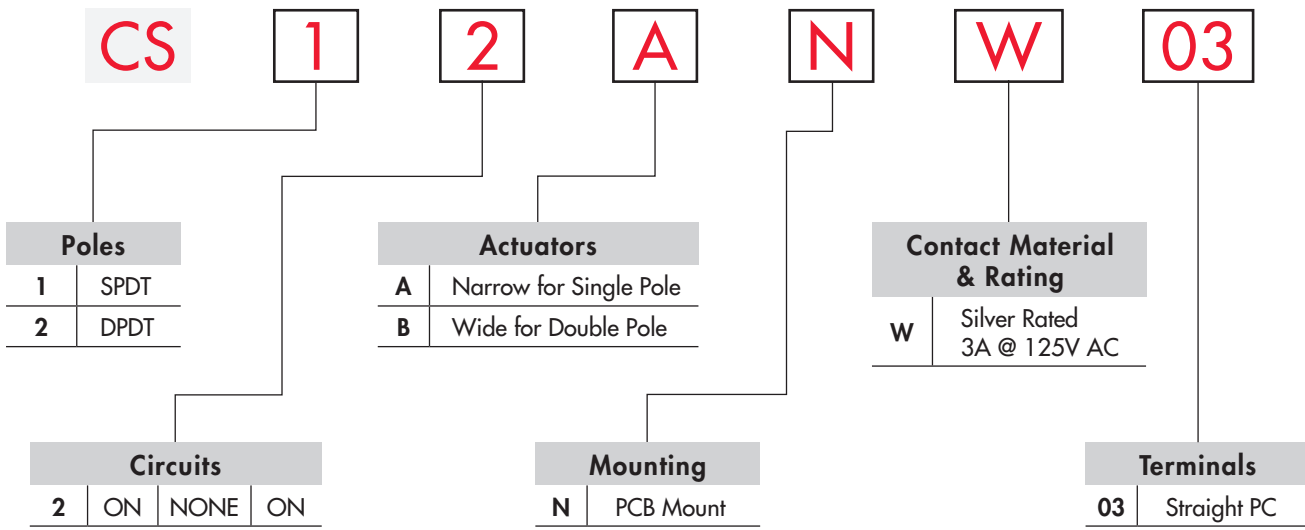 CS 1 2 A N W 03
Poles
1 SPDT
2 DPDT
Actuators
A Narrow for Single Pole
B Wide for Double Pole
Contact Material
& Rating
W Silver Rated
3A @ 125V AC
Circuits
2 ON NONE ON
Mounting
N PCB Mount
Terminals
03 Straight PC